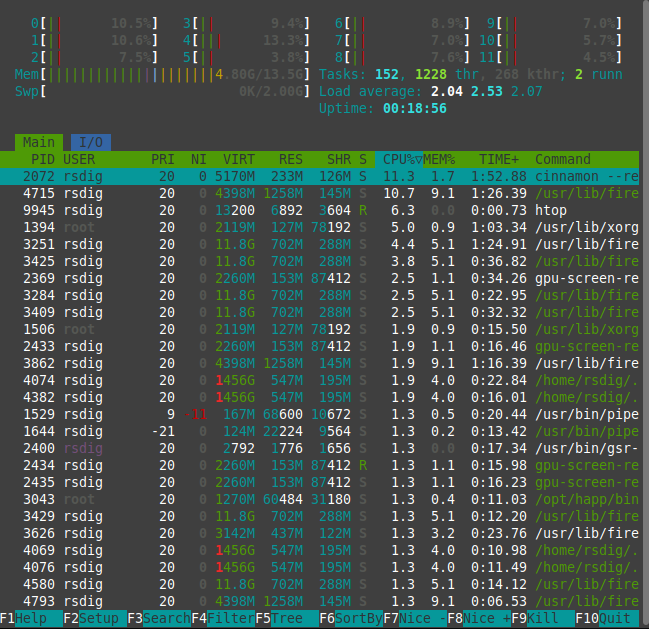 0[|| 10.5%] 3[|| 9.4%] 6[|| 8.9%] 9[|| 7.0%]
1[|| 10.6%] 4[||| 13.3%] 7[|| 7.0%] 10[|| 5.7%]
2[|| 7.5%] 5[|| 3.8%] 8[|| 7.6%] 11[|| 4.5%]
Mem[|||||||||||||||||||||4.80G/13.5G] Tasks: 152, 1228 thr, 268 kthr; 2 runn
Swp[ 0K/2.00G] Load average: 2.04 2.53 2.07
Uptime: 00:18:56
Main I/O
PID USER PRI NI VIRT RES SHR S CPU%▽MEM% TIME+ Command
2072 rsdig 20 0 5170M 233M 126M S 11.3 1.7 1:52.88 cinnamon --re
4715 rsdig 20 0 4398M 1258M 145M S 10.7 9.1 1:26.39 /usr/lib/fire
9945 rsdig 20 0 13200 6892 3604 R 6.3 0.0 0:00.73 htop
1394 root 20 0 2119M 127M 78192 S 5.0 0.9 1:03.34 /usr/lib/xorg
3251 rsdig 20 0 11.8G 702M 288M S 4.4 5.1 1:24.91 /usr/lib/fire
3425 rsdig 20 0 11.8G 702M 288M S 3.8 5.1 0:36.82 /usr/lib/fire
2369 rsdig 20 0 2260M 153M 87412 S 2.5 1.1 0:34.26 gpu-screen-re
3284 rsdig 20 0 11.8G 702M 288M S 2.5 5.1 0:22.95 /usr/lib/fire
3409 rsdig 20 0 11.8G 702M 288M S 2.5 5.1 0:32.32 /usr/lib/fire
1506 root 20 0 2119M 127M 78192 S 1.9 0.9 0:15.50 /usr/lib/xorg
2433 rsdig 20 0 2260M 153M 87412 S 1.9 1.1 0:16.46 gpu-screen-re
3862 rsdig 20 0 4398M 1258M 145M S 1.9 9.1 1:16.39 /usr/lib/fire
4074 rsdig 20 0 1456G 547M 195M S 1.9 4.0 0:22.84 /home/rsdig/.
4382 rsdig 20 0 1456G 547M 195M S 1.9 4.0 0:16.01 /home/rsdig/.
1529 rsdig 9 -11 167M 68600 10672 S 1.3 0.5 0:20.44 /usr/bin/pipe
1644 rsdig -21 0 124M 22224 9564 S 1.3 0.2 0:13.42 /usr/bin/pipe
2400 rsdig 20 0 2792 1776 1656 S 1.3 0.0 0:17.34 /usr/bin/gsr-
2434 rsdig 20 0 2260M 153M 87412 R 1.3 1.1 0:15.98 gpu-screen-re
2435 rsdig 20 0 2260M 153M 87412 S 1.3 1.1 0:16.23 gpu-screen-re
3043 root 20 0 1270M 60484 31180 S 1.3 0.4 0:11.03 /opt/happ/bin
3429 rsdig 20 0 11.8G 702M 288M S 1.3 5.1 0:12.20 /usr/lib/fire
3626 rsdig 20 0 3142M 437M 122M S 1.3 3.2 0:23.76 /usr/lib/fire
4069 rsdig 20 0 1456G 547M 195M S 1.3 4.0 0:10.98 /home/rsdig/.
4076 rsdig 20 0 1456G 547M 195M S 1.3 4.0 0:11.49 /home/rsdig/.
4580 rsdig 20 0 11.8G 702M 288M S 1.3 5.1 0:14.12 /usr/lib/fire
4793 rsdig 20 0 4398M 1258M 145M S 1.3 9.1 0:06.53 /usr/lib/fire
F1Help F2Setup F3SearchF4FilterF5Tree F6SortByF7Nice -F8Nice +F9Kill F10Quit